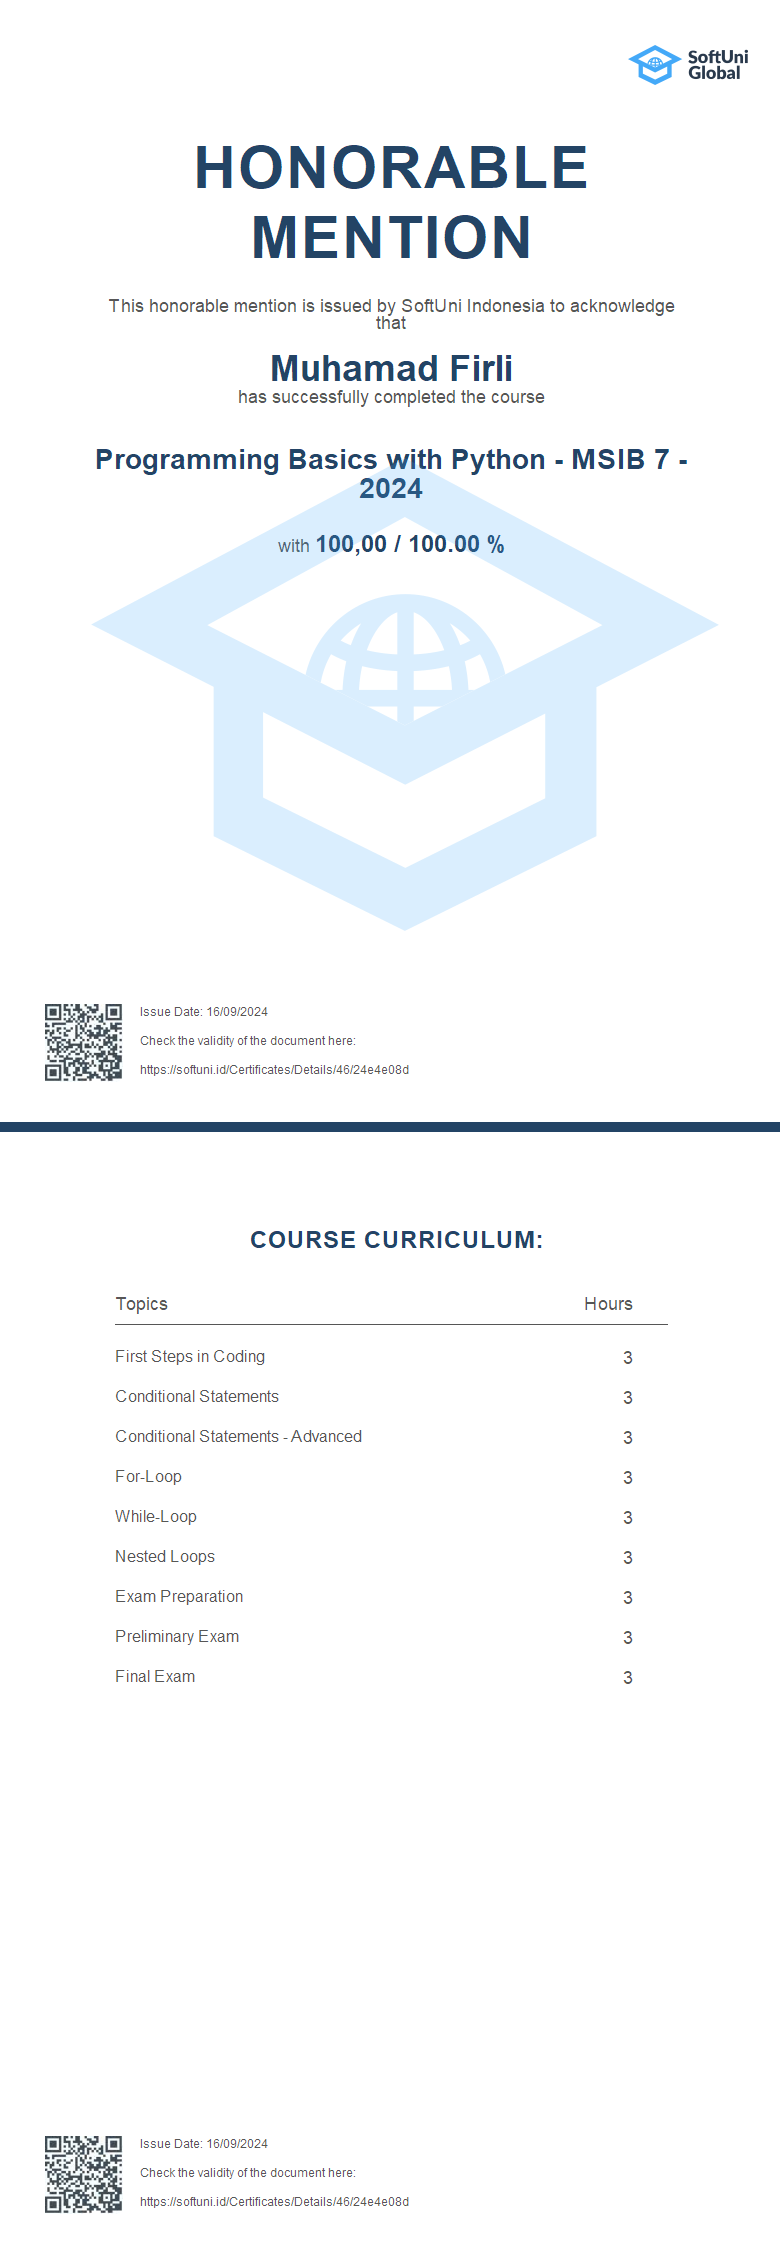 SoftUni
Global
HONORABLE
MENTION
This honorable mention is issued by SoftUni Indonesia to acknowledge
that
Muhamad Firli
has successfully completed the course
Programming Basics with Python - MSIB 7 -
2024
with 100,00 / 100.00 %
Issue Date: 16/09/2024
Check the validity of the document here:
https://softuni.id/Certificates/Details/46/24e4e08d
COURSE CURRICULUM:
Topics Hours
First Steps in Coding 3
Conditional Statements 3
Conditional Statements - Advanced 3
For-Loop 3
While-Loop 3
Nested Loops 3
Exam Preparation 3
Preliminary Exam 3
Final Exam 3
Issue Date: 16/09/2024
Check the validity of the document here:
https://softuni.id/Certificates/Details/46/24e4e08d